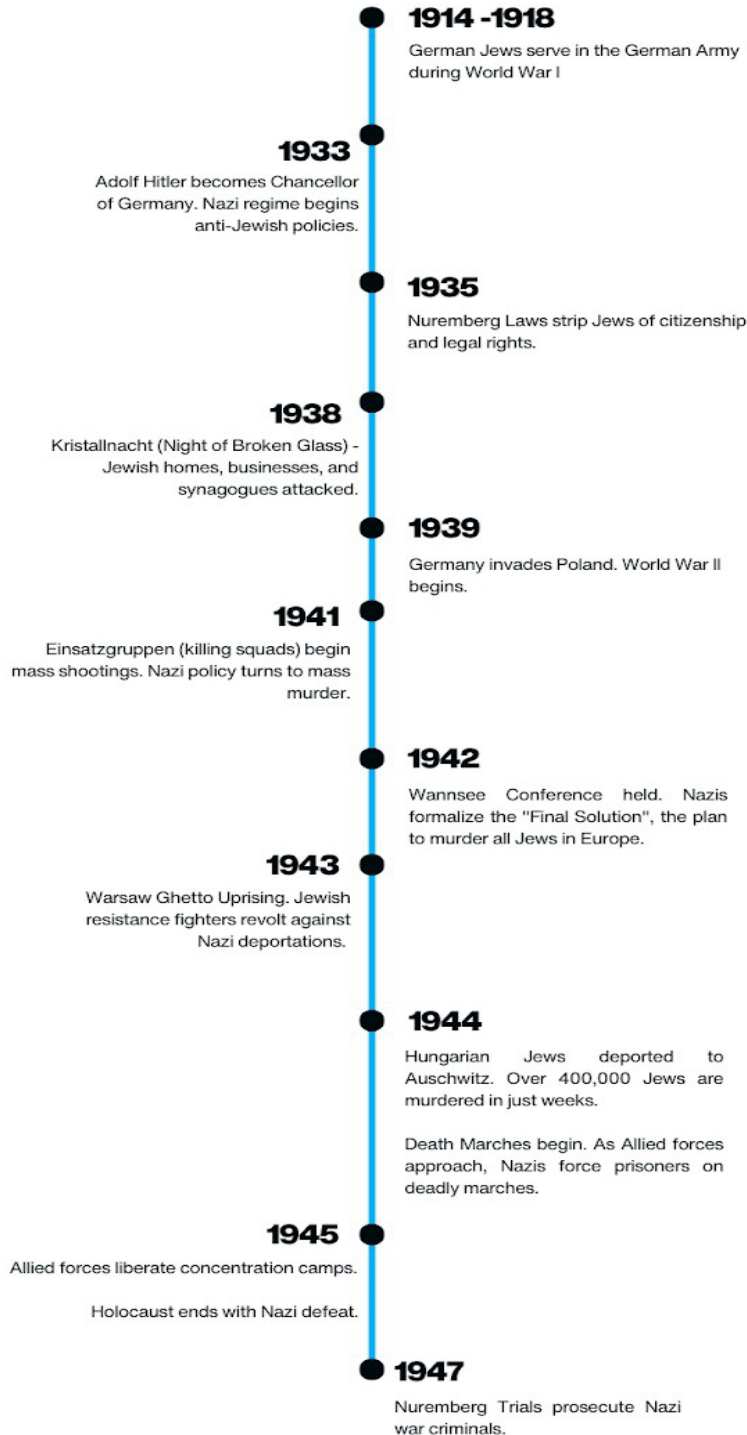 1914 -1918
German Jews serve in the German Army
during World War I
1933
Adolf Hitler becomes Chancellor
of Germany. Nazi regime begins
anti-Jewish policies.
1935
Nuremberg Laws strip Jews of citizenship
and legal rights.
1938
Kristallnacht (Night of Broken Glass) -
Jewish homes, businesses, and
synagogues attacked.
1939
Germany invades Poland. World War II
begins.
1941
Einsatzgruppen (killing squads) begin
mass shootings. Nazi policy turns to mass
murder.
1942
Wannsee Conference held. Nazis
formalize the "Final Solution", the plan
to murder all Jews in Europe.
1943
Warsaw Ghetto Uprising. Jewish
resistance fighters revolt against
Nazi deportations.
1944
Hungarian Jews deported to
Auschwitz. Over 400,000 Jews are
murdered in just weeks.
Death Marches begin. As Allied forces
approach, Nazis force prisoners on
deadly marches.
1945
Allied forces liberate concentration camps.
Holocaust ends with Nazi defeat.
1947
Nuremberg Trials prosecute Nazi
war criminals.